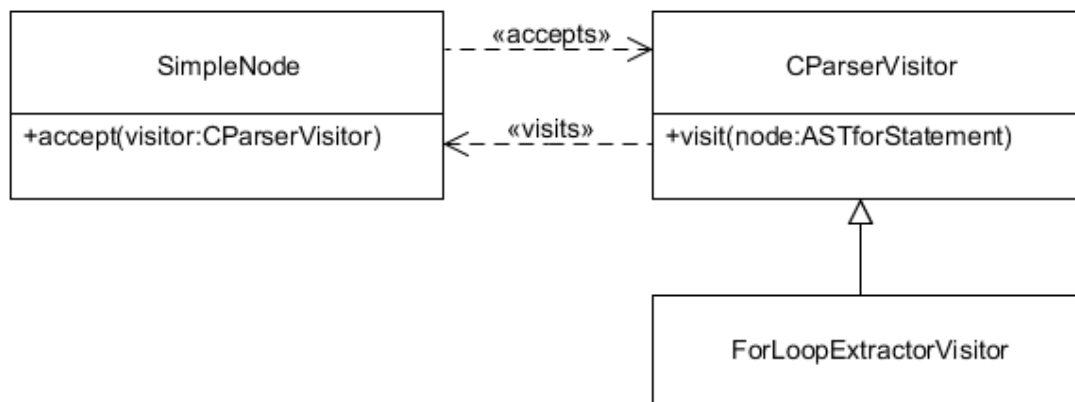 «accepts»
SimpleNode
CParserVisitor
+accept(visitor:CParserVisitor)
«visits»
+visit(node:ASTforStatement)
ForLoopExtractorVisitor